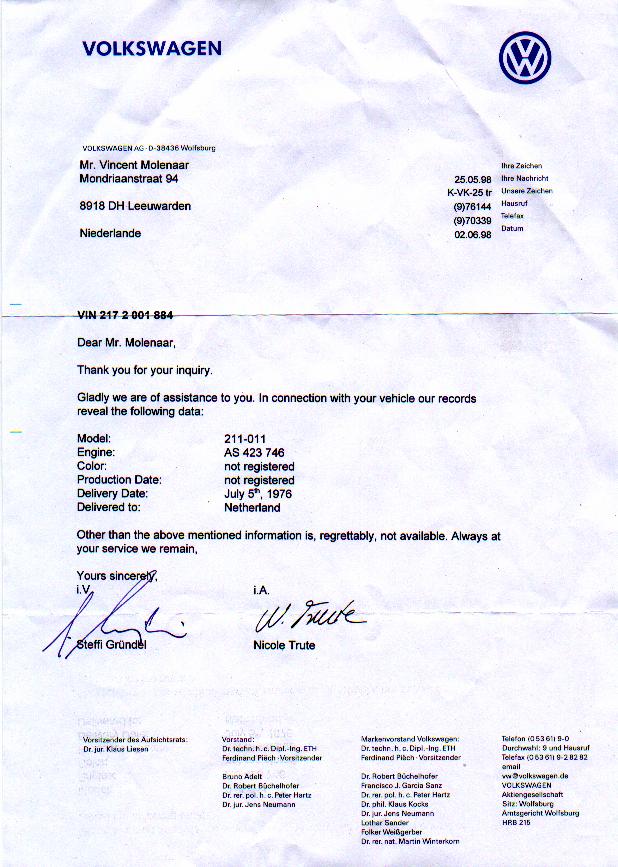 VOLKSWAGEN
VOLKSWAGEN AG · D-38436 Wolfsburg
Mr. Vincent Molenaar
Mondriaanstraat 94
8918 DH Leeuwarden
Niederlande
Ihre Zeichen
25.05.98 Ihre Nachricht
K-VK-25 tr Unsere Zeichen
(9)76144 Hausruf
(9)70339 Telefax
02.06.98 Datum
VIN 217 2 001 884
Dear Mr. Molenaar,
Thank you for your inquiry.
Gladly we are of assistance to you. In connection with your vehicle our records
reveal the following data:
Model: 211-011
Engine: AS 423 746
Color: not registered
Production Date: not registered
Delivery Date: July 5th, 1976
Delivered to: Netherland
Other than the above mentioned information is, regrettably, not available. Always at
your service we remain,
Yours sincerely,
i.V. i.A.
W. Trute
Steffi Gründel Nicole Trute
Vorsitzender des Aufsichtsrats:
Dr. jur. Klaus Liesen
Vorstand:
Dr. techn. h. c. Dipl.-Ing. ETH
Ferdinand Piëch · Vorsitzender
Bruno Adelt
Dr. Robert Büchelhofer
Dr. rer. pol. h. c. Peter Hartz
Dr. jur. Jens Neumann
Markenvorstand Volkswagen:
Dr. techn. h. c. Dipl.-Ing. ETH
Ferdinand Piëch · Vorsitzender
Dr. Robert Büchelhofer
Francisco J. Garcia Sanz
Dr. rer. pol. h. c. Peter Hartz
Dr. phil. Klaus Kocks
Dr. jur. Jens Neumann
Lothar Sander
Folker Weißgerber
Dr. rer. nat. Martin Winterkorn
Telefon (0 53 61) 9-0
Durchwahl: 9 und Hausruf
Telefax (0 53 61) 9-2 82 82
email
vw@volkswagen.de
VOLKSWAGEN
Aktiengesellschaft
Sitz: Wolfsburg
Amtsgericht Wolfsburg
HRB 215